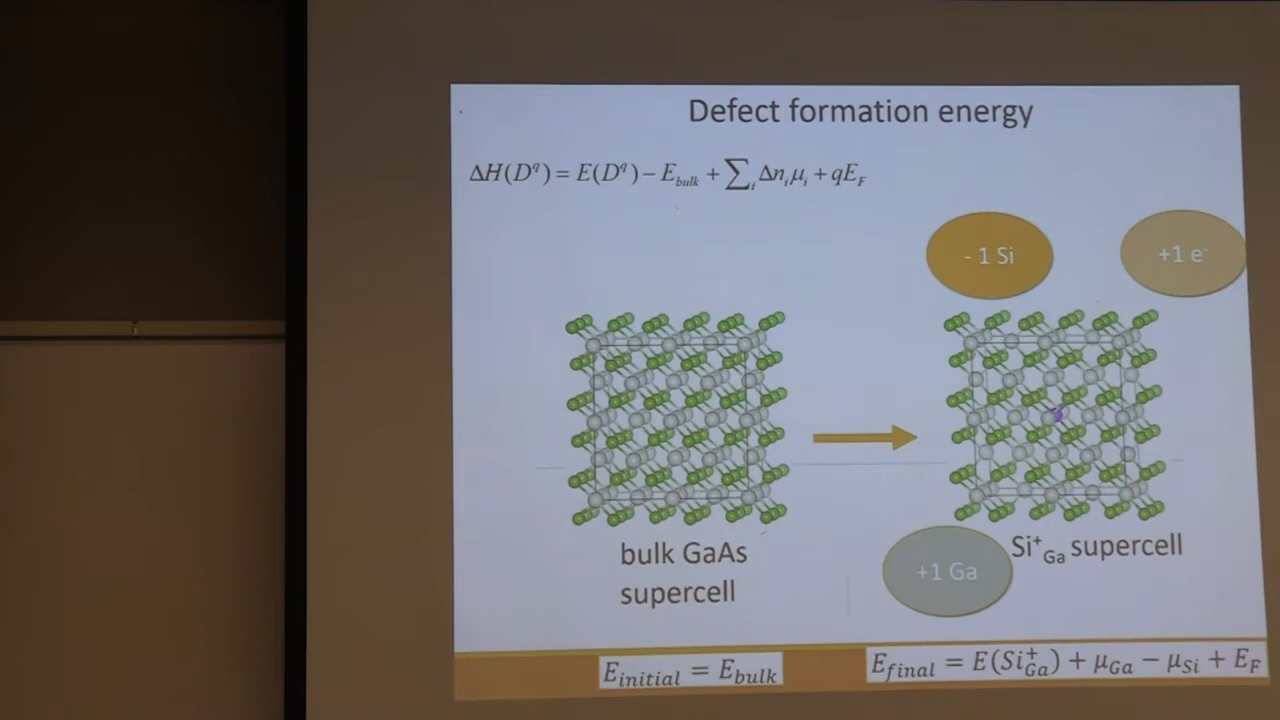 Defect formation energy
ΔH(D^q) = E(D^q) − E_bulk + ∑_i Δn_i μ_i + qE_F
- 1 Si
+1 e⁻
bulk GaAs
supercell
+1 Ga
Si⁺_Ga supercell
E_initial = E_bulk
E_final = E(Si⁺_Ga) + μ_Ga − μ_Si + E_F